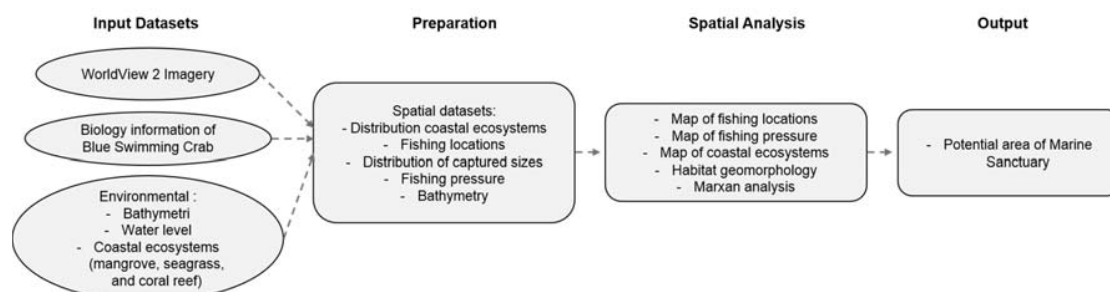 Input Datasets
Preparation
Spatial Analysis
Output
WorldView 2 Imagery
Biology information of
Blue Swimming Crab
Environmental :
- Bathymetri
- Water level
- Coastal ecosystems
(mangrove, seagrass,
and coral reef)
Spatial datasets:
- Distribution coastal ecosystems
- Fishing locations
- Distribution of captured sizes
- Fishing pressure
- Bathymetry
- Map of fishing locations
- Map of fishing pressure
- Map of coastal ecosystems
- Habitat geomorphology
- Marxan analysis
- Potential area of Marine
Sanctuary